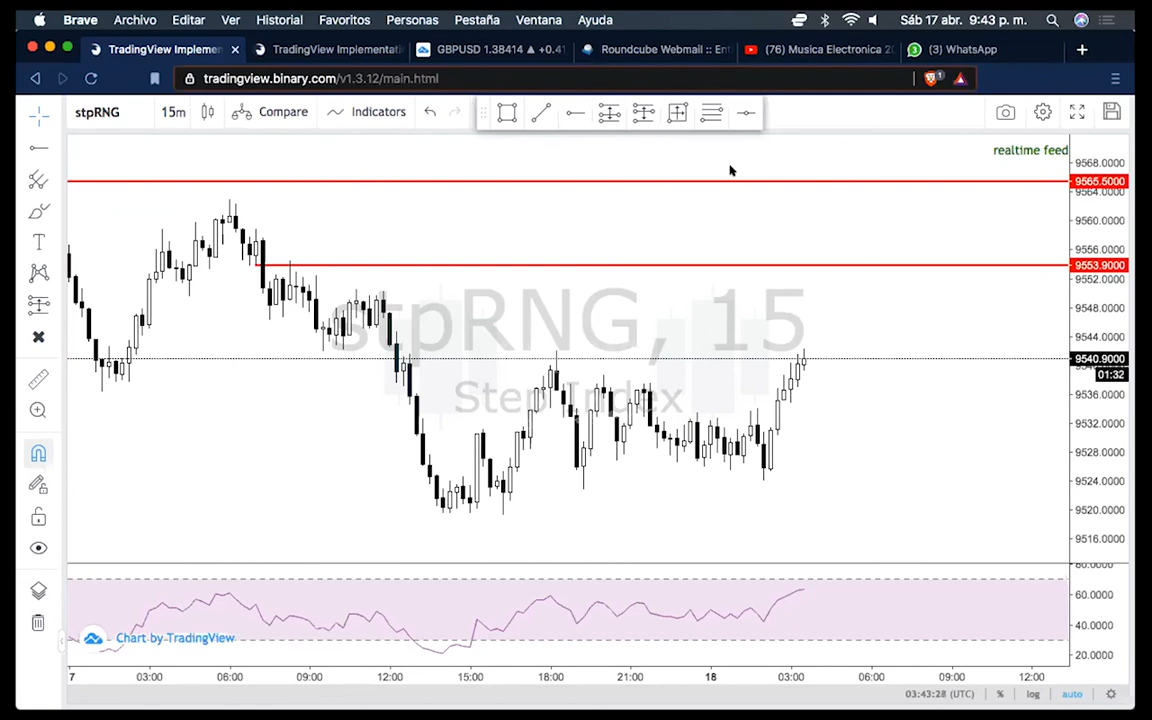 Brave Archivo Editar Ver Historial Favoritos Personas Pestaña Ventana Ayuda Sáb 17 abr. 9:43 p. m.
TradingView Implemen TradingView Implementati GBPUSD 1.38414 ▲ +0.41 Roundcube Webmail :: Ent (76) Musica Electronica 20 (3) WhatsApp
tradingview.binary.com/v1.3.12/main.html
stpRNG 15m Compare Indicators
realtime feed
9568.0000
9565.5000
9564.0000
9560.0000
9556.0000
9553.9000
9552.0000
9548.0000
9544.0000
9540.9000
01:32
9536.0000
9532.0000
9528.0000
9524.0000
9520.0000
9516.0000
stpRNG, 15
Step Index
80.0000
60.0000
40.0000
20.0000
Chart by TradingView
7 03:00 06:00 09:00 12:00 15:00 18:00 21:00 18 03:00 06:00 09:00 12:00
03:43:28 (UTC) % log auto